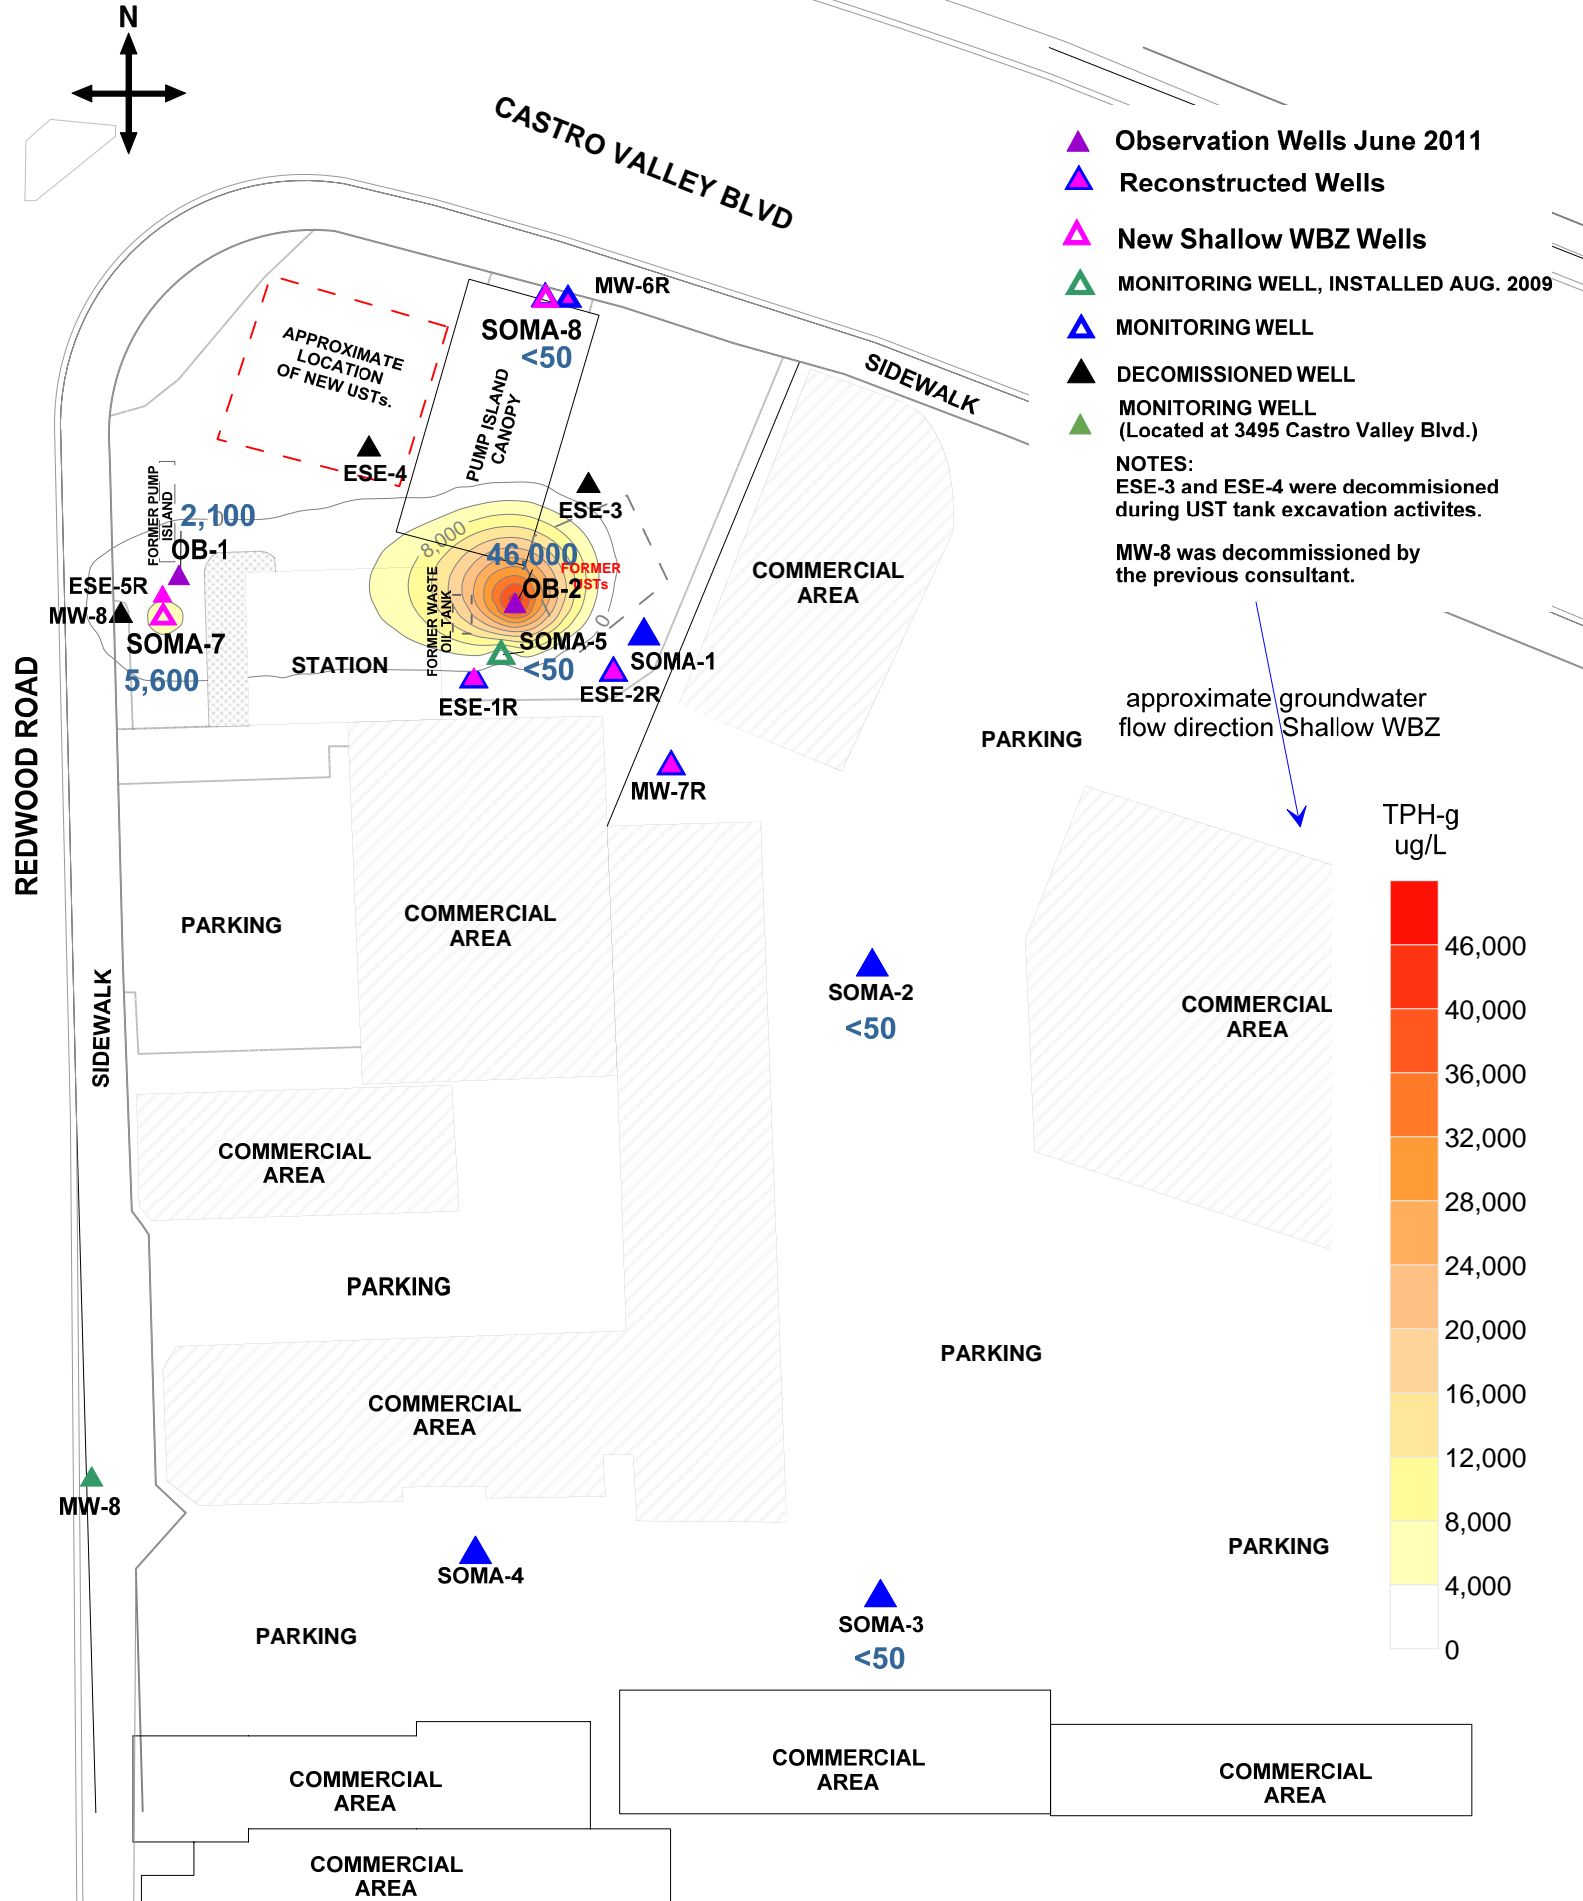 N
CASTRO VALLEY BLVD
Observation Wells June 2011
Reconstructed Wells
New Shallow WBZ Wells
MONITORING WELL, INSTALLED AUG. 2009
MONITORING WELL
DECOMISSIONED WELL
MONITORING WELL
(Located at 3495 Castro Valley Blvd.)
NOTES:
ESE-3 and ESE-4 were decommisioned
during UST tank excavation activites.
MW-8 was decommissioned by
the previous consultant.
approximate groundwater
flow direction Shallow WBZ
MW-6R
SOMA-8
<50
APPROXIMATE
LOCATION
OF NEW USTs.
PUMP ISLAND
CANOPY
SIDEWALK
ESE-4
ESE-3
FORMER PUMP
ISLAND
2,100
0
OB-1
8,000
46,000
FORMER
USTs
OB-2
COMMERCIAL
AREA
ESE-5R
MW-8
SOMA-7
5,600
FORMER WASTE
OIL TANK
0
SOMA-5
<50
STATION
SOMA-1
ESE-2R
ESE-1R
REDWOOD ROAD
PARKING
MW-7R
TPH-g
ug/L
46,000
40,000
36,000
32,000
28,000
24,000
20,000
16,000
12,000
8,000
4,000
0
PARKING
COMMERCIAL
AREA
SIDEWALK
SOMA-2
<50
COMMERCIAL
AREA
COMMERCIAL
AREA
PARKING
PARKING
COMMERCIAL
AREA
MW-8
SOMA-4
PARKING
SOMA-3
<50
PARKING
COMMERCIAL
AREA
COMMERCIAL
AREA
COMMERCIAL
AREA
COMMERCIAL
AREA